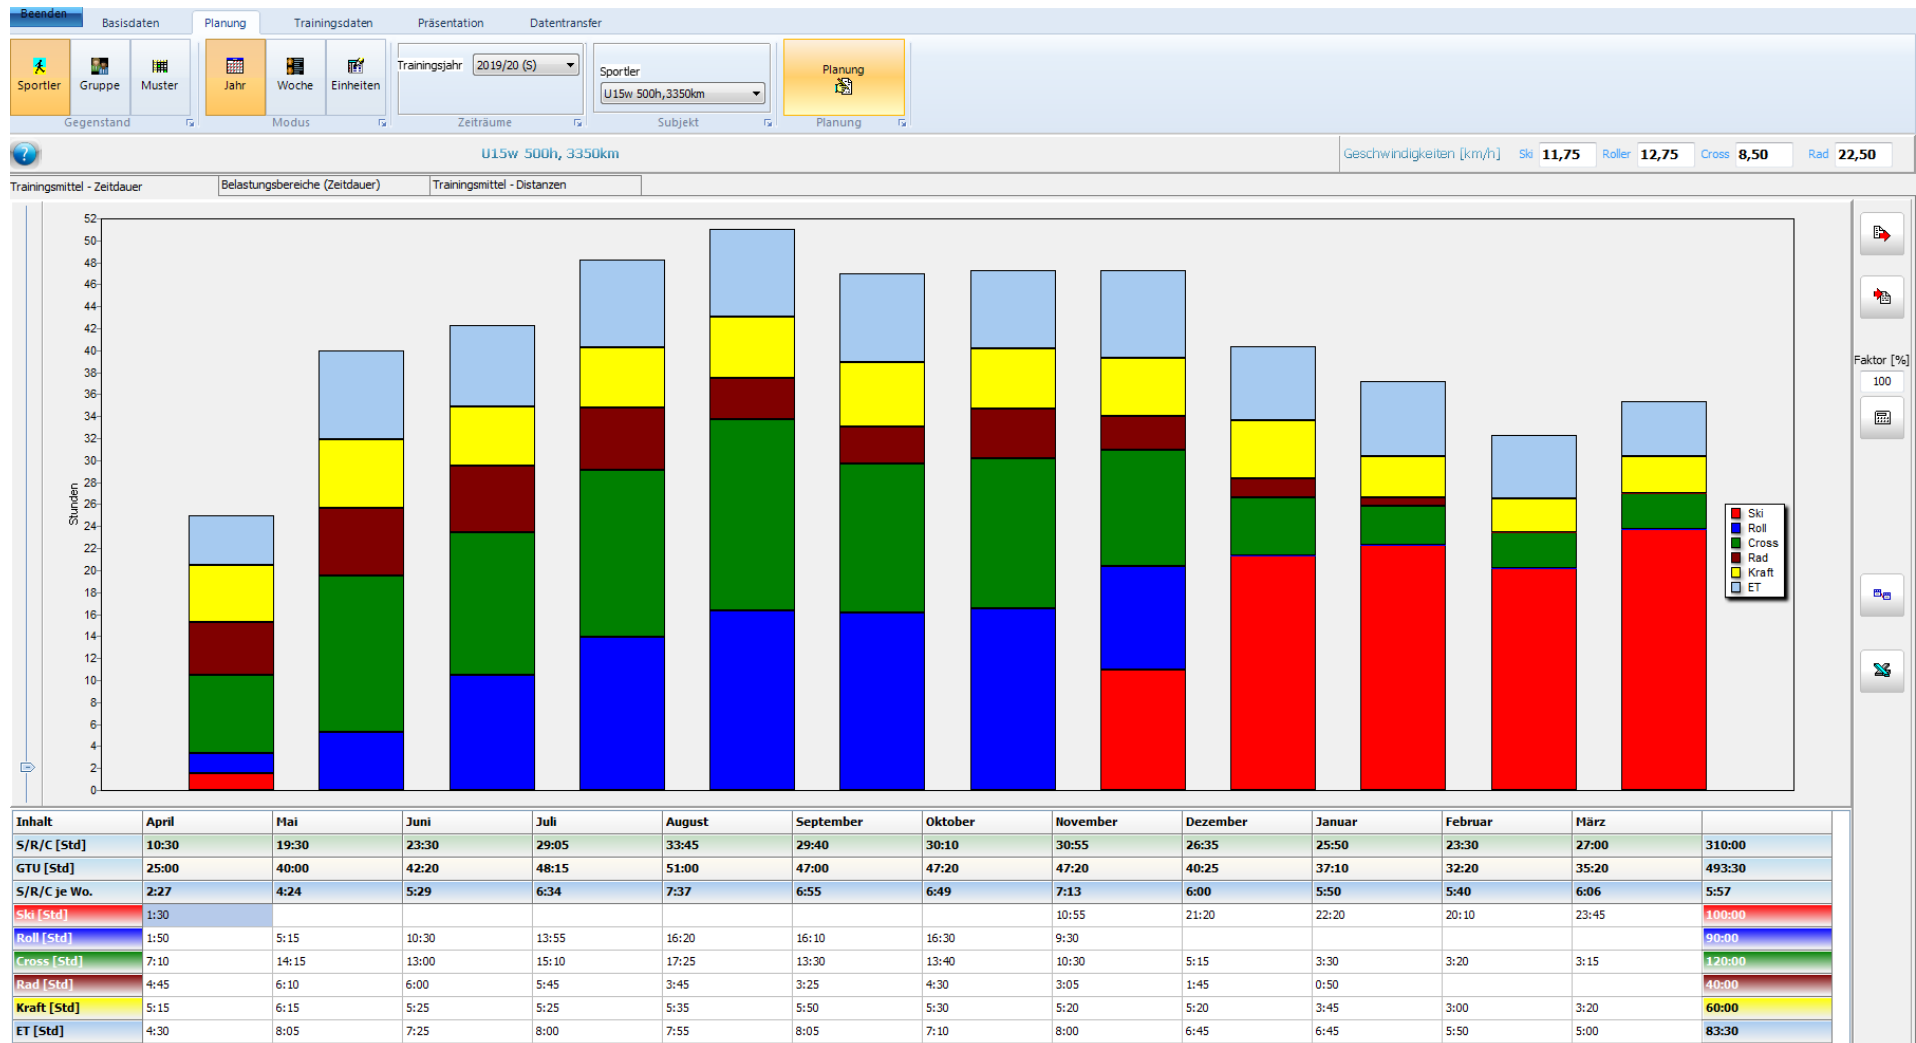 Beenden
Basisdaten Planung Trainingsdaten Präsentation Datentransfer
Sportler Gruppe Muster Jahr Woche Einheiten
Trainingsjahr 2019/20 (S)
Sportler
U15w 500h,3350km
Planung
Gegenstand Modus Zeiträume Subjekt Planung
U15w 500h, 3350km Geschwindigkeiten [km/h] Ski 11,75 Roller 12,75 Cross 8,50 Rad 22,50
Trainingsmittel - Zeitdauer Belastungsbereiche (Zeitdauer) Trainingsmittel - Distanzen
52
50
48
46
44
42
40
38
36
34
32
30
28
26
24
22
20
18
16
14
12
10
8
6
4
2
0
Stunden
Ski
Roll
Cross
Rad
Kraft
ET
Faktor [%]
100
Inhalt April Mai Juni Juli August September Oktober November Dezember Januar Februar März
S/R/C [Std] 10:30 19:30 23:30 29:05 33:45 29:40 30:10 30:55 26:35 25:50 23:30 27:00 310:00
GTU [Std] 25:00 40:00 42:20 48:15 51:00 47:00 47:20 47:20 40:25 37:10 32:20 35:20 493:30
S/R/C je Wo. 2:27 4:24 5:29 6:34 7:37 6:55 6:49 7:13 6:00 5:50 5:40 6:06 5:57
Ski [Std] 1:30 10:55 21:20 22:20 20:10 23:45 100:00
Roll [Std] 1:50 5:15 10:30 13:55 16:20 16:10 16:30 9:30 90:00
Cross [Std] 7:10 14:15 13:00 15:10 17:25 13:30 13:40 10:30 5:15 3:30 3:20 3:15 120:00
Rad [Std] 4:45 6:10 6:00 5:45 3:45 3:25 4:30 3:05 1:45 0:50 40:00
Kraft [Std] 5:15 6:15 5:25 5:25 5:35 5:50 5:30 5:20 5:20 3:45 3:00 3:20 60:00
ET [Std] 4:30 8:05 7:25 8:00 7:55 8:05 7:10 8:00 6:45 6:45 5:50 5:00 83:30